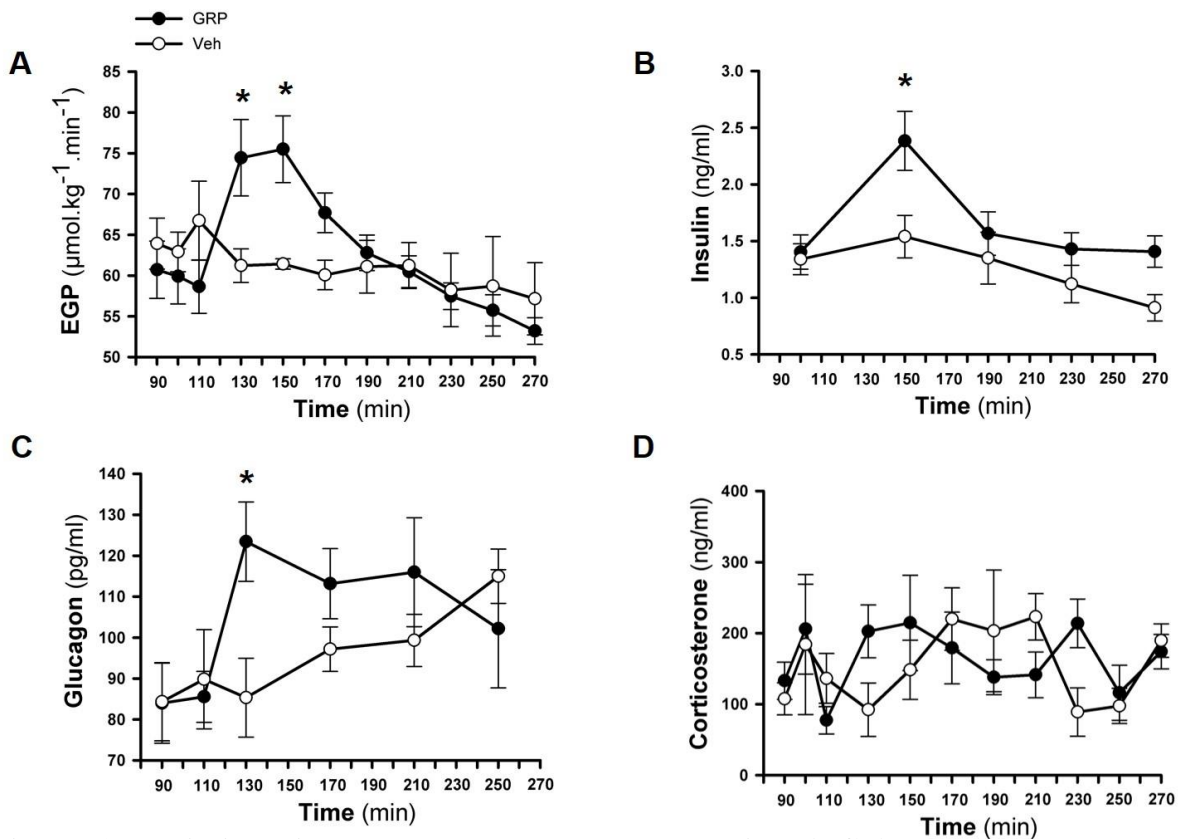 GRP
Veh
A
EGP (µmol.kg⁻¹.min⁻¹)
85
80
75
70
65
60
55
50
* *
90 110 130 150 170 190 210 230 250 270
Time (min)
B
Insulin (ng/ml)
3.0
2.5
2.0
1.5
1.0
0.5
*
90 110 130 150 170 190 210 230 250 270
Time (min)
C
Glucagon (pg/ml)
140
130
120
110
100
90
80
70
*
90 110 130 150 170 190 210 230 250 270
Time (min)
D
Corticosterone (ng/ml)
400
300
200
100
0
90 110 130 150 170 190 210 230 250 270
Time (min)